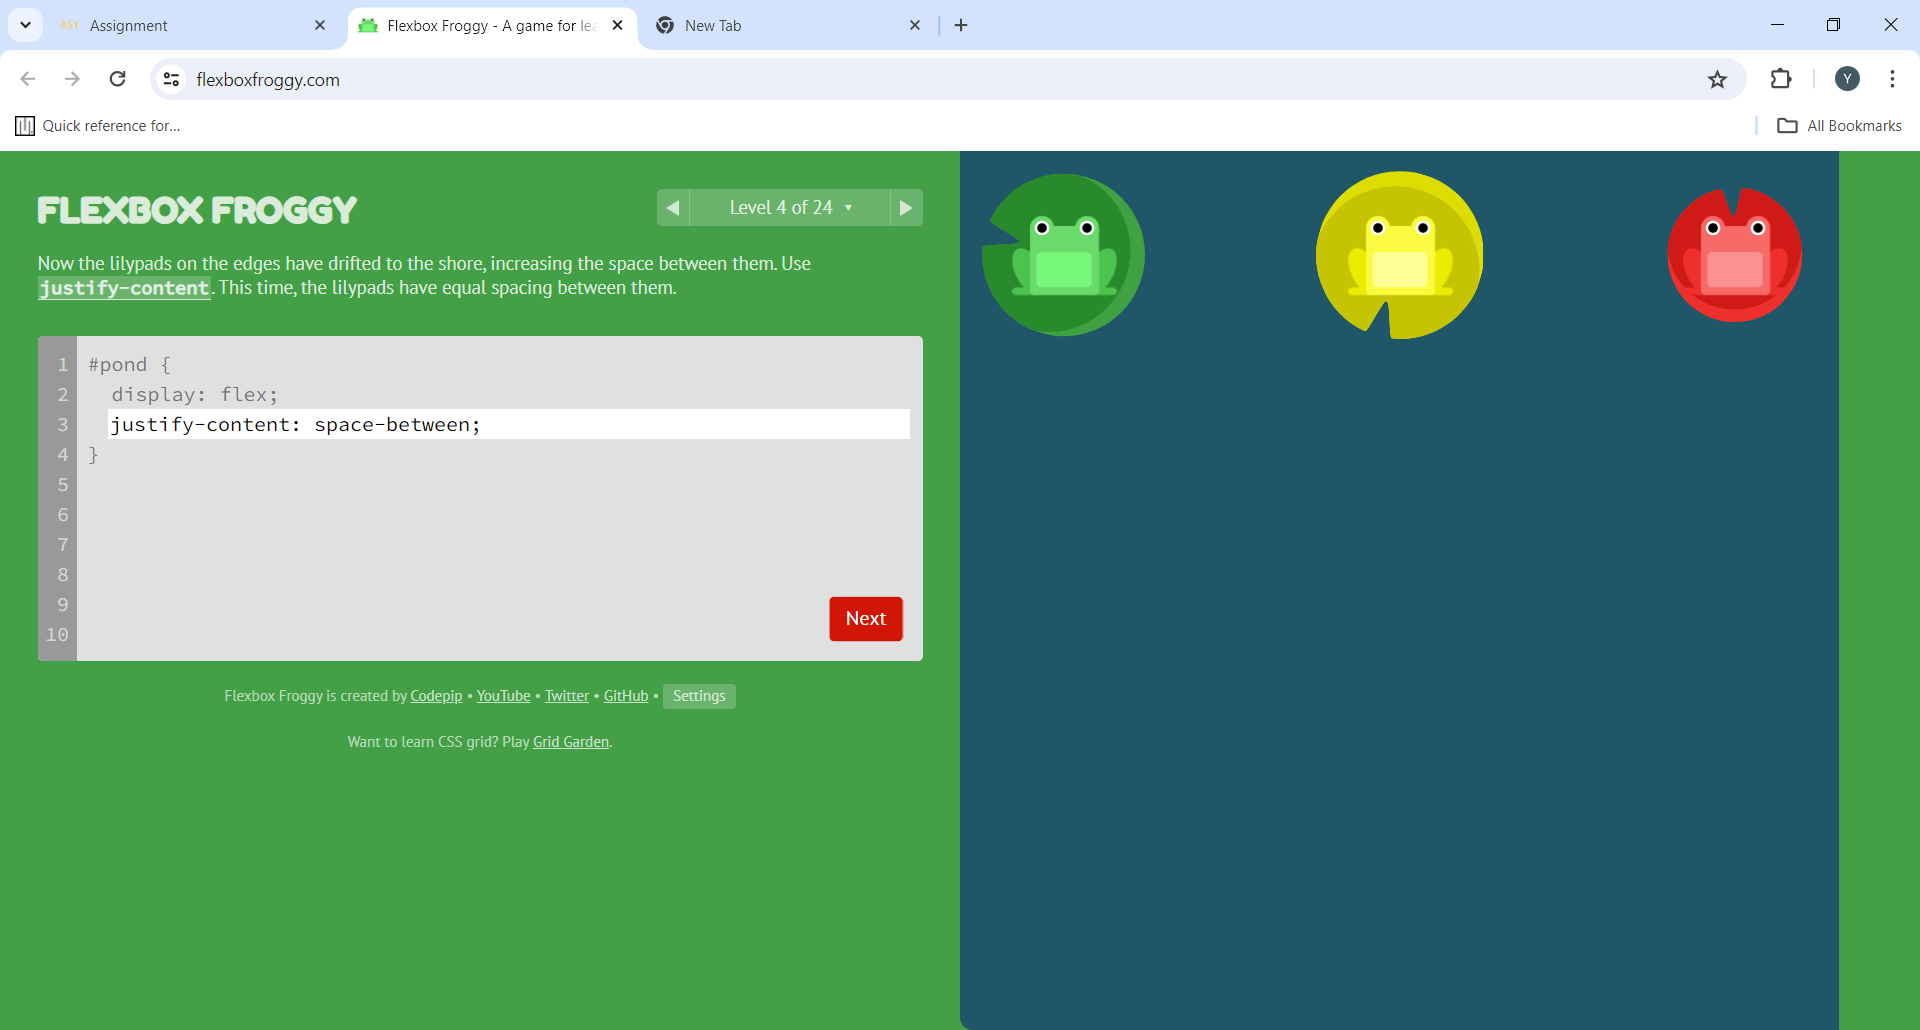 ASY Assignment
Flexbox Froggy - A game for lea
New Tab
flexboxfroggy.com
Y
Quick reference for...
All Bookmarks
FLEXBOX FROGGY
Level 4 of 24
Now the lilypads on the edges have drifted to the shore, increasing the space between them. Use
justify-content. This time, the lilypads have equal spacing between them.
1 #pond {
2 display: flex;
3 justify-content: space-between;
4 }
5
6
7
8
9
10
Next
Flexbox Froggy is created by Codepip • YouTube • Twitter • GitHub • Settings
Want to learn CSS grid? Play Grid Garden.